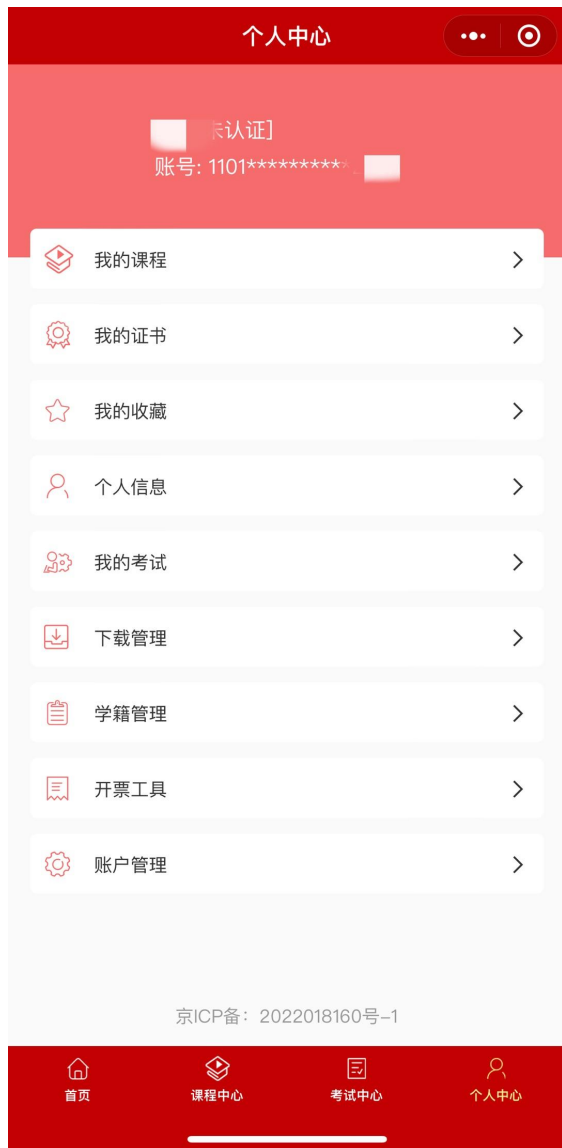 个人中心
认证]
账号: 1101*********
我的课程
我的证书
我的收藏
个人信息
我的考试
下载管理
学籍管理
开票工具
账户管理
京ICP备：2022018160号-1
首页
课程中心
考试中心
个人中心